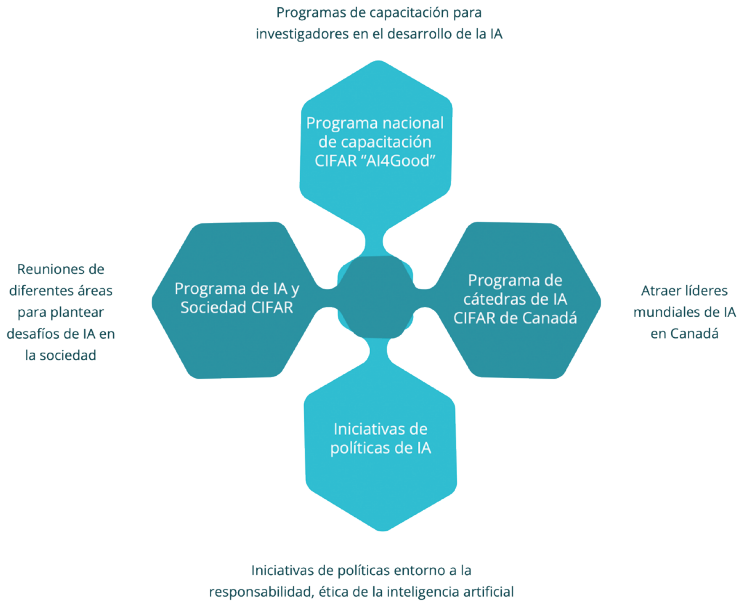 Programas de capacitación para
investigadores en el desarrollo de la IA
Programa nacional
de capacitación
CIFAR “AI4Good”
Reuniones de
diferentes áreas
para plantear
desafíos de IA en
la sociedad
Programa de IA y
Sociedad CIFAR
Programa de
cátedras de IA
CIFAR de Canadá
Atraer líderes
mundiales de IA
en Canadá
Iniciativas de
políticas de IA
Iniciativas de políticas entorno a la
responsabilidad, ética de la inteligencia artificial